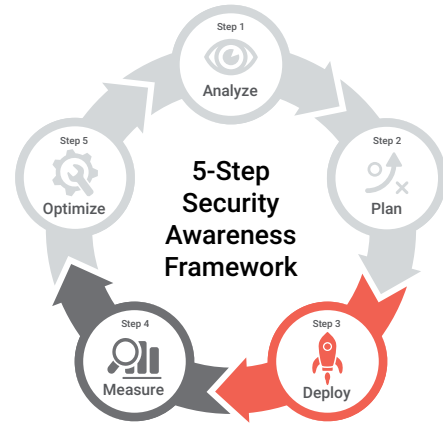 Step 1
Analyze
Step 2
Plan
Step 3
Deploy
Step 4
Measure
Step 5
Optimize
5-Step
Security
Awareness
Framework